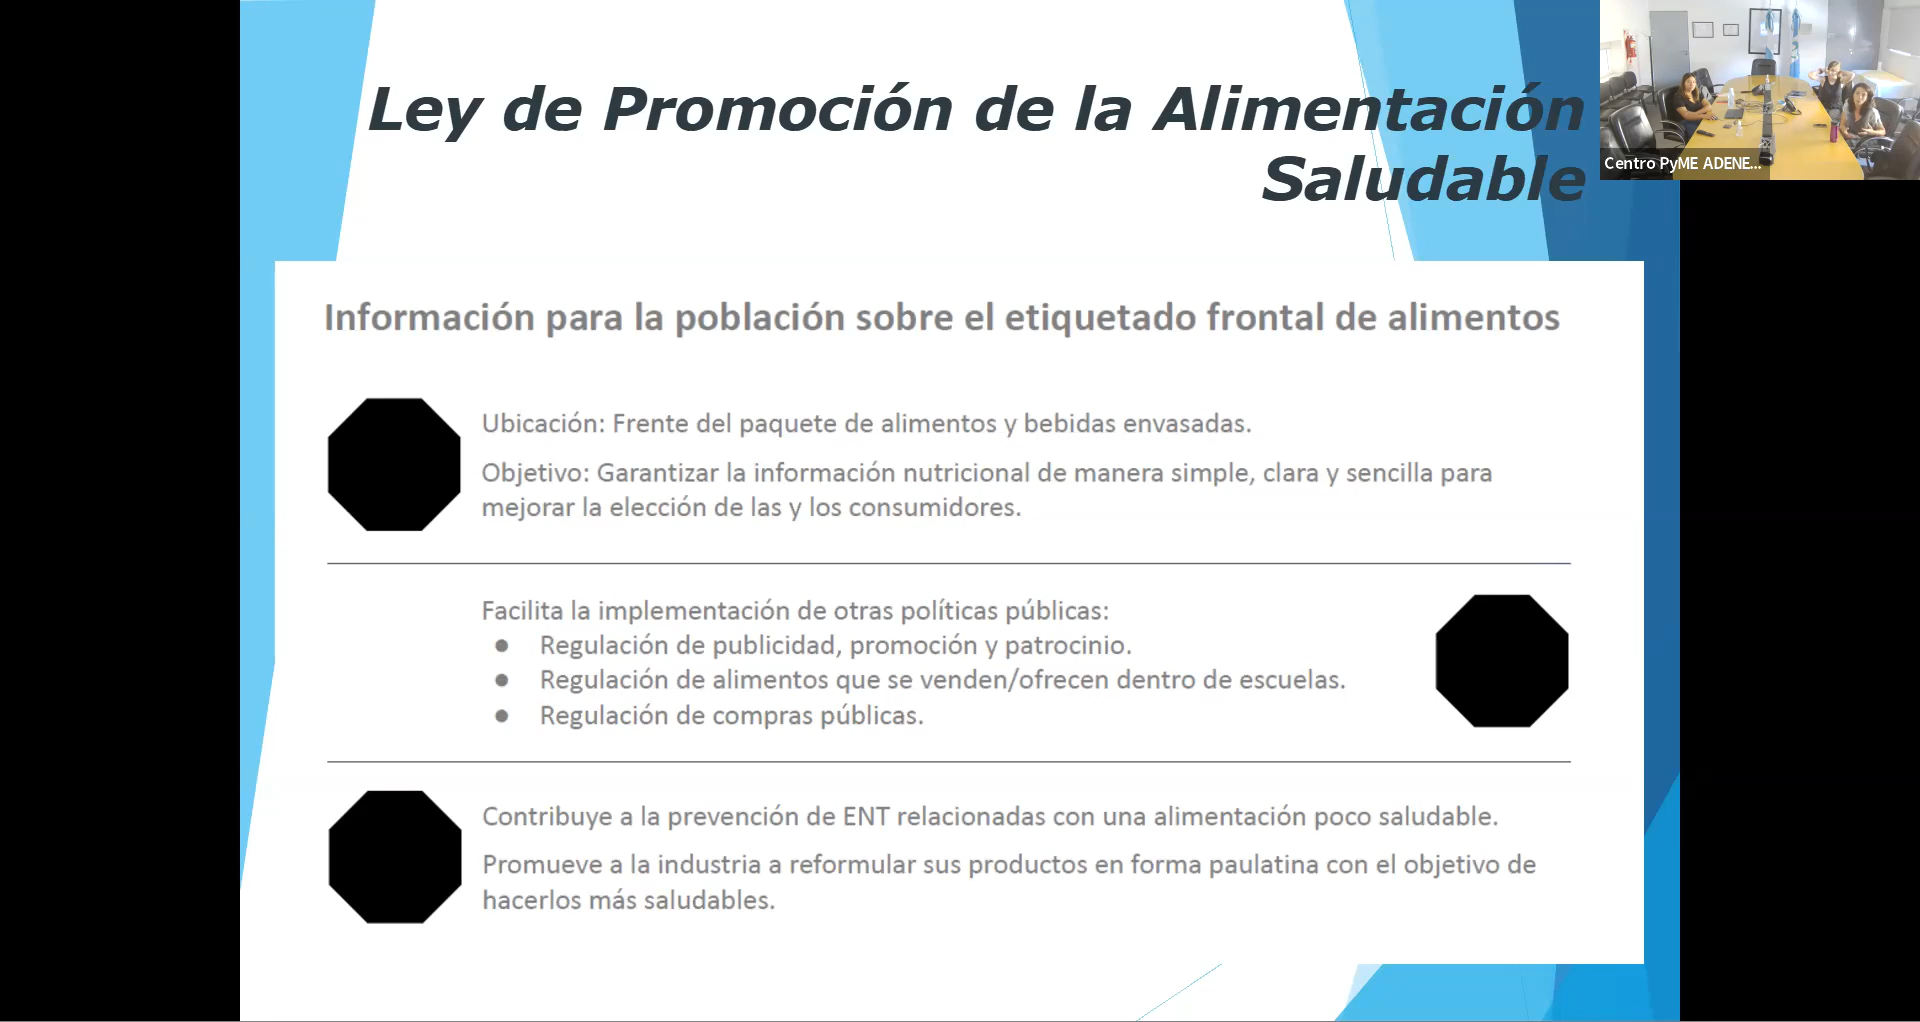 Ley de Promoción de la Alimentación
Saludable
Centro PyME ADENE...
Información para la población sobre el etiquetado frontal de alimentos
Ubicación: Frente del paquete de alimentos y bebidas envasadas.
Objetivo: Garantizar la información nutricional de manera simple, clara y sencilla para
mejorar la elección de las y los consumidores.
Facilita la implementación de otras políticas públicas:
● Regulación de publicidad, promoción y patrocinio.
● Regulación de alimentos que se venden/ofrecen dentro de escuelas.
● Regulación de compras públicas.
Contribuye a la prevención de ENT relacionadas con una alimentación poco saludable.
Promueve a la industria a reformular sus productos en forma paulatina con el objetivo de
hacerlos más saludables.